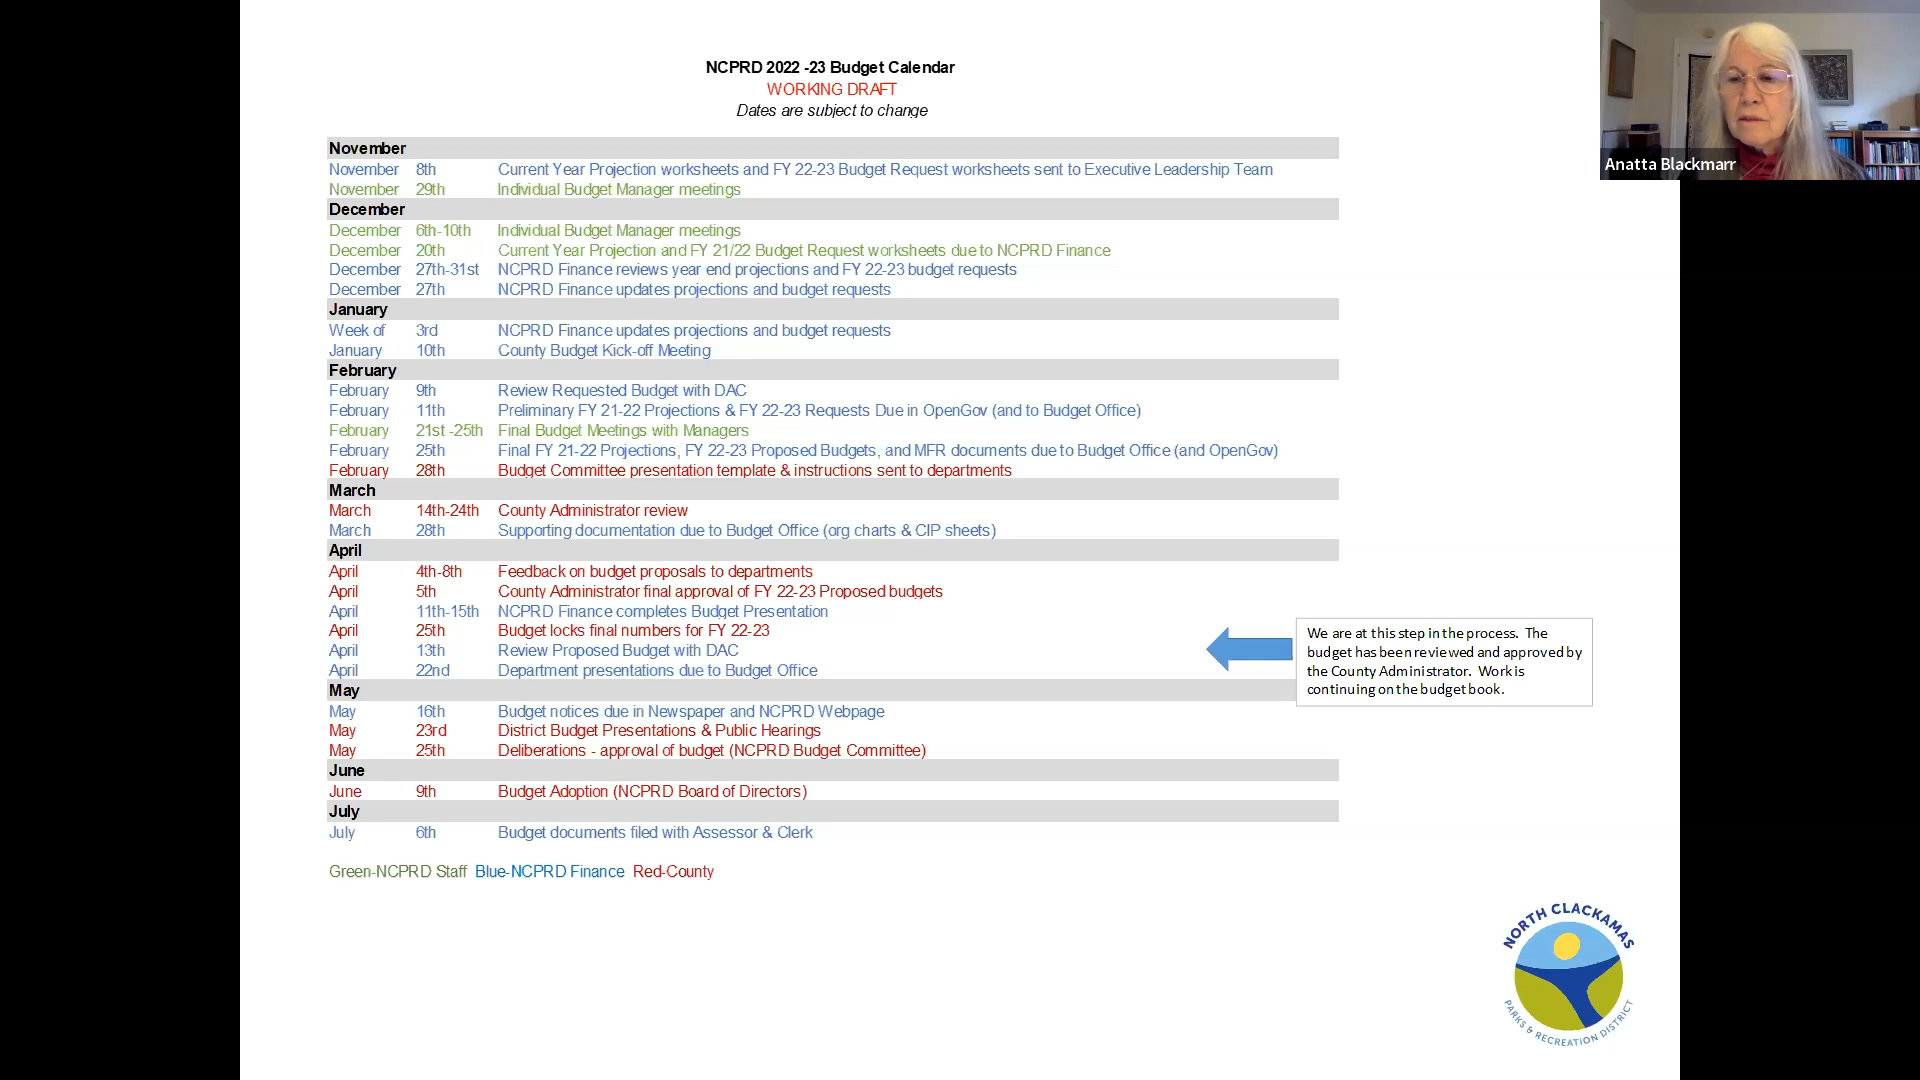 NCPRD 2022 -23 Budget Calendar
WORKING DRAFT
Dates are subject to change
November
November 8th Current Year Projection worksheets and FY 22-23 Budget Request worksheets sent to Executive Leadership Team
November 29th Individual Budget Manager meetings
December
December 6th-10th Individual Budget Manager meetings
December 20th Current Year Projection and FY 21/22 Budget Request worksheets due to NCPRD Finance
December 27th-31st NCPRD Finance reviews year end projections and FY 22-23 budget requests
December 27th NCPRD Finance updates projections and budget requests
January
Week of 3rd NCPRD Finance updates projections and budget requests
January 10th County Budget Kick-off Meeting
February
February 9th Review Requested Budget with DAC
February 11th Preliminary FY 21-22 Projections & FY 22-23 Requests Due in OpenGov (and to Budget Office)
February 21st -25th Final Budget Meetings with Managers
February 25th Final FY 21-22 Projections, FY 22-23 Proposed Budgets, and MFR documents due to Budget Office (and OpenGov)
February 28th Budget Committee presentation template & instructions sent to departments
March
March 14th-24th County Administrator review
March 28th Supporting documentation due to Budget Office (org charts & CIP sheets)
April
April 4th-8th Feedback on budget proposals to departments
April 5th County Administrator final approval of FY 22-23 Proposed budgets
April 11th-15th NCPRD Finance completes Budget Presentation
April 25th Budget locks final numbers for FY 22-23
April 13th Review Proposed Budget with DAC
April 22nd Department presentations due to Budget Office
May
May 16th Budget notices due in Newspaper and NCPRD Webpage
May 23rd District Budget Presentations & Public Hearings
May 25th Deliberations - approval of budget (NCPRD Budget Committee)
June
June 9th Budget Adoption (NCPRD Board of Directors)
July
July 6th Budget documents filed with Assessor & Clerk
Green-NCPRD Staff Blue-NCPRD Finance Red-County
We are at this step in the process. The
budget has been reviewed and approved by
the County Administrator. Work is
continuing on the budget book.
Anatta Blackmarr
NORTH CLACKAMAS
PARKS & RECREATION DISTRICT